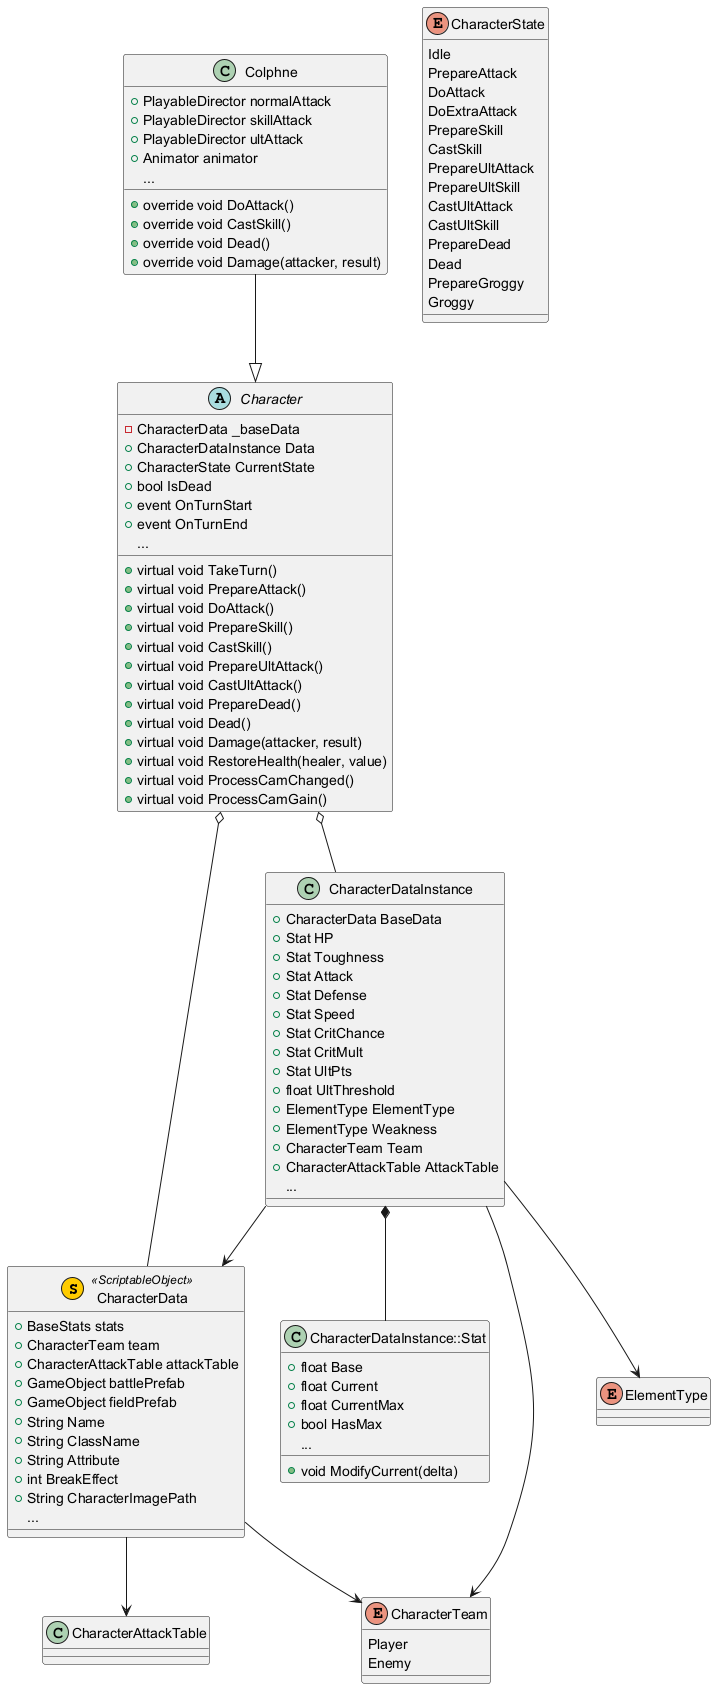 C Colphne
PlayableDirector normalAttack
PlayableDirector skillAttack
PlayableDirector ultAttack
Animator animator
...
override void DoAttack()
override void CastSkill()
override void Dead()
override void Damage(attacker, result)
E CharacterState
Idle
PrepareAttack
DoAttack
DoExtraAttack
PrepareSkill
CastSkill
PrepareUltAttack
PrepareUltSkill
CastUltAttack
CastUltSkill
PrepareDead
Dead
PrepareGroggy
Groggy
A Character
CharacterData _baseData
CharacterDataInstance Data
CharacterState CurrentState
bool IsDead
event OnTurnStart
event OnTurnEnd
...
virtual void TakeTurn()
virtual void PrepareAttack()
virtual void DoAttack()
virtual void PrepareSkill()
virtual void CastSkill()
virtual void PrepareUltAttack()
virtual void CastUltAttack()
virtual void PrepareDead()
virtual void Dead()
virtual void Damage(attacker, result)
virtual void RestoreHealth(healer, value)
virtual void ProcessCamChanged()
virtual void ProcessCamGain()
C CharacterDataInstance
CharacterData BaseData
Stat HP
Stat Toughness
Stat Attack
Stat Defense
Stat Speed
Stat CritChance
Stat CritMult
Stat UltPts
float UltThreshold
ElementType ElementType
ElementType Weakness
CharacterTeam Team
CharacterAttackTable AttackTable
...
S «ScriptableObject»
CharacterData
BaseStats stats
CharacterTeam team
CharacterAttackTable attackTable
GameObject battlePrefab
GameObject fieldPrefab
String Name
String ClassName
String Attribute
int BreakEffect
String CharacterImagePath
...
C CharacterDataInstance::Stat
float Base
float Current
float CurrentMax
bool HasMax
...
void ModifyCurrent(delta)
E ElementType
C CharacterAttackTable
E CharacterTeam
Player
Enemy